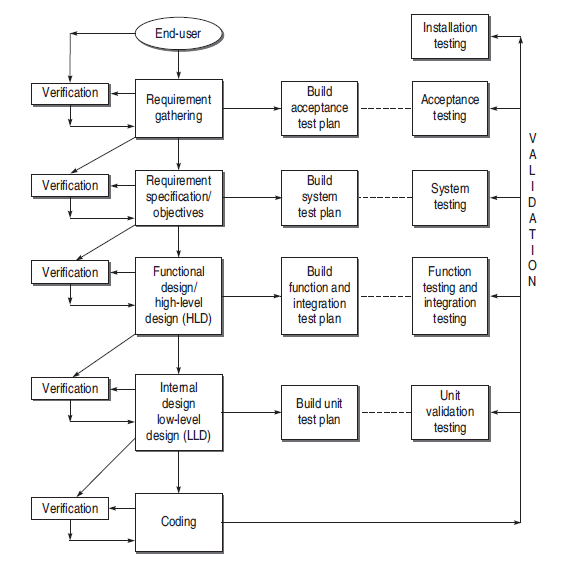 End-user
Installation
testing
Verification
Requirement
gathering
Build
acceptance
test plan
Acceptance
testing
Verification
Requirement
specification/
objectives
Build
system
test plan
System
testing
VALIDATION
Verification
Functional
design/
high-level
design (HLD)
Build
function and
integration
test plan
Function
testing and
integration
testing
Verification
Internal
design
low-level
design (LLD)
Build unit
test plan
Unit
validation
testing
Verification
Coding